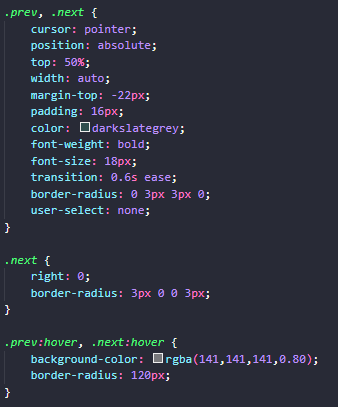 .prev, .next {
    cursor: pointer;
    position: absolute;
    top: 50%;
    width: auto;
    margin-top: -22px;
    padding: 16px;
    color: darkslategrey;
    font-weight: bold;
    font-size: 18px;
    transition: 0.6s ease;
    border-radius: 0 3px 3px 0;
    user-select: none;
}

.next {
    right: 0;
    border-radius: 3px 0 0 3px;
}

.prev:hover, .next:hover {
    background-color: rgba(141,141,141,0.80);
    border-radius: 120px;
}